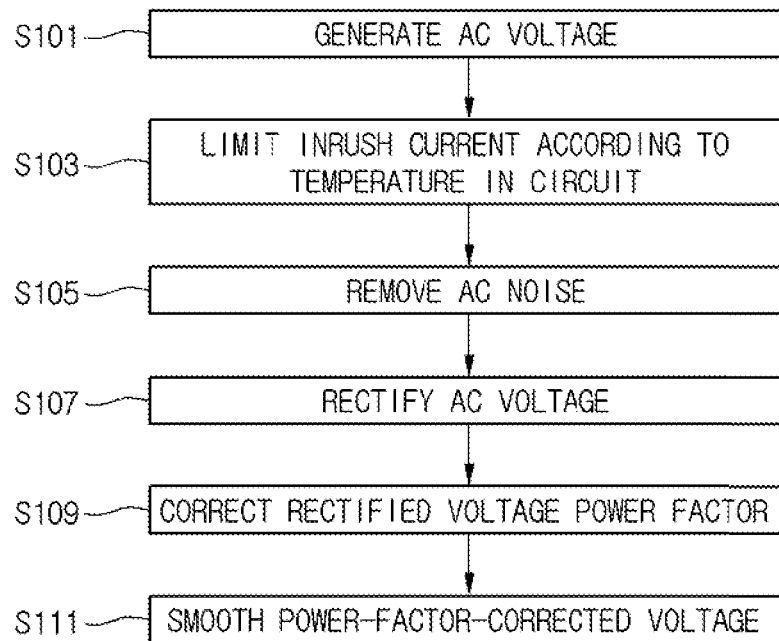 S101
GENERATE AC VOLTAGE
S103
LIMIT INRUSH CURRENT ACCORDING TO
TEMPERATURE IN CIRCUIT
S105
REMOVE AC NOISE
S107
RECTIFY AC VOLTAGE
S109
CORRECT RECTIFIED VOLTAGE POWER FACTOR
S111
SMOOTH POWER-FACTOR-CORRECTED VOLTAGE